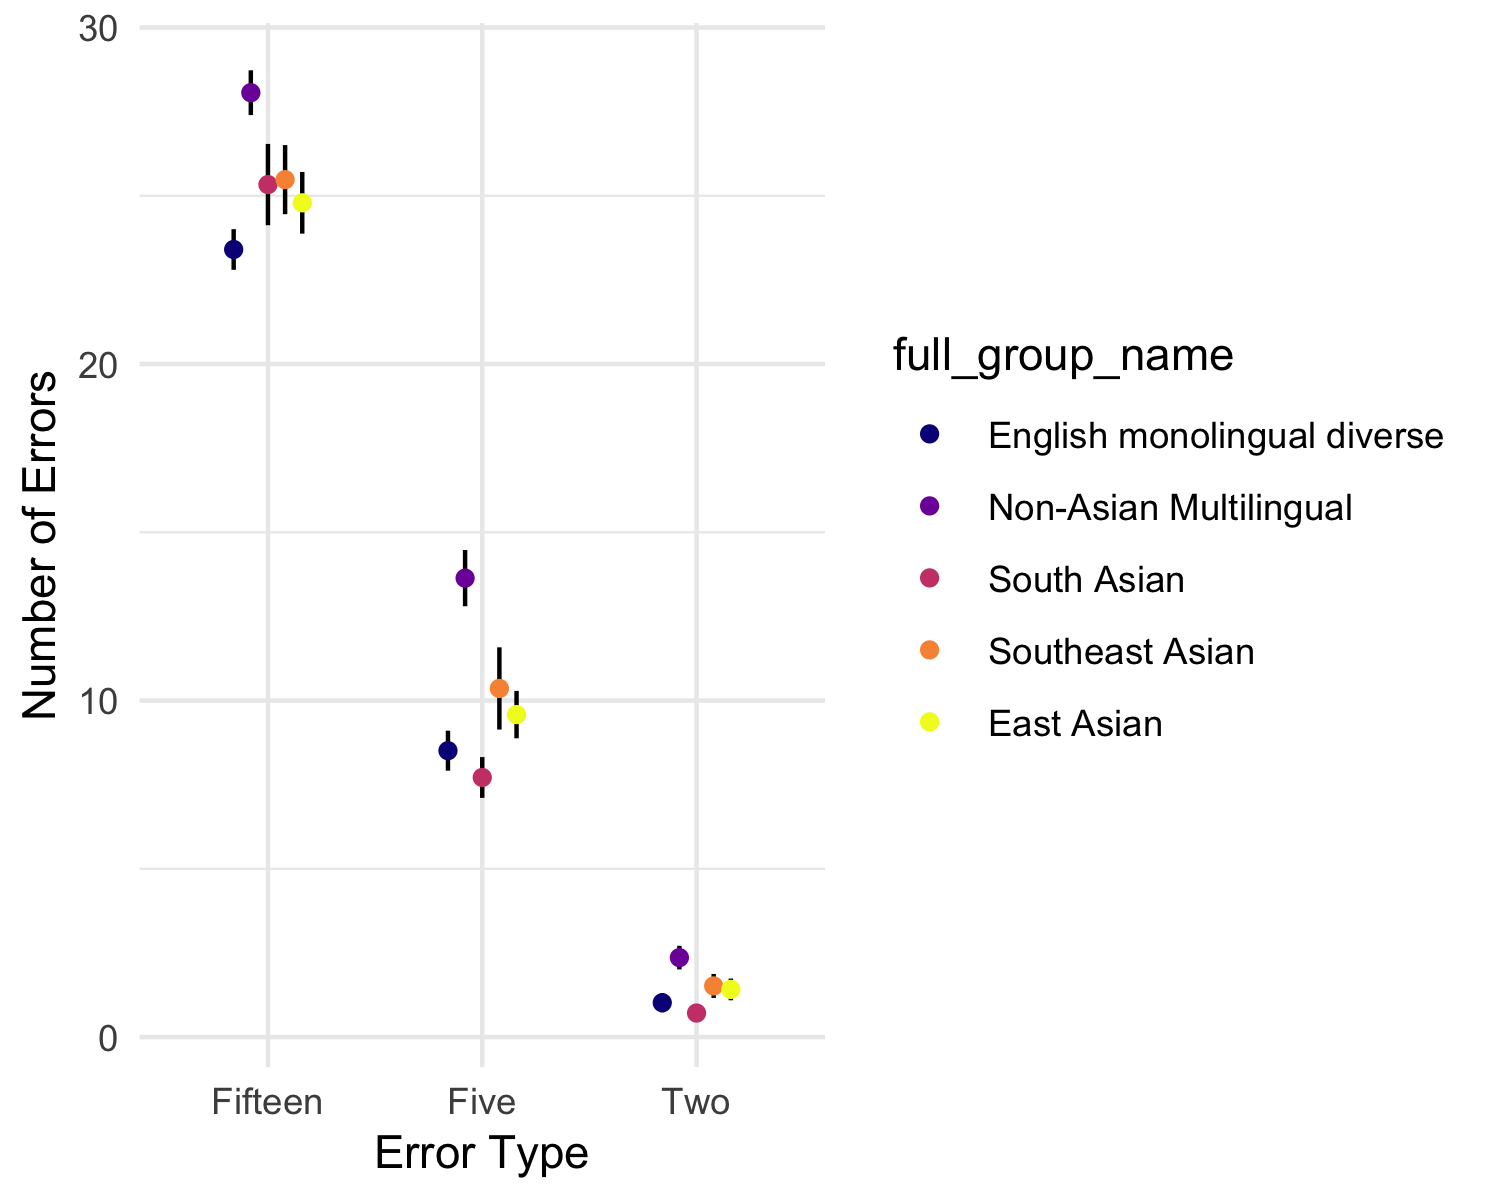 30
20
10
0
Number of Errors
Fifteen
Five
Two
Error Type
full_group_name
English monolingual diverse
Non-Asian Multilingual
South Asian
Southeast Asian
East Asian